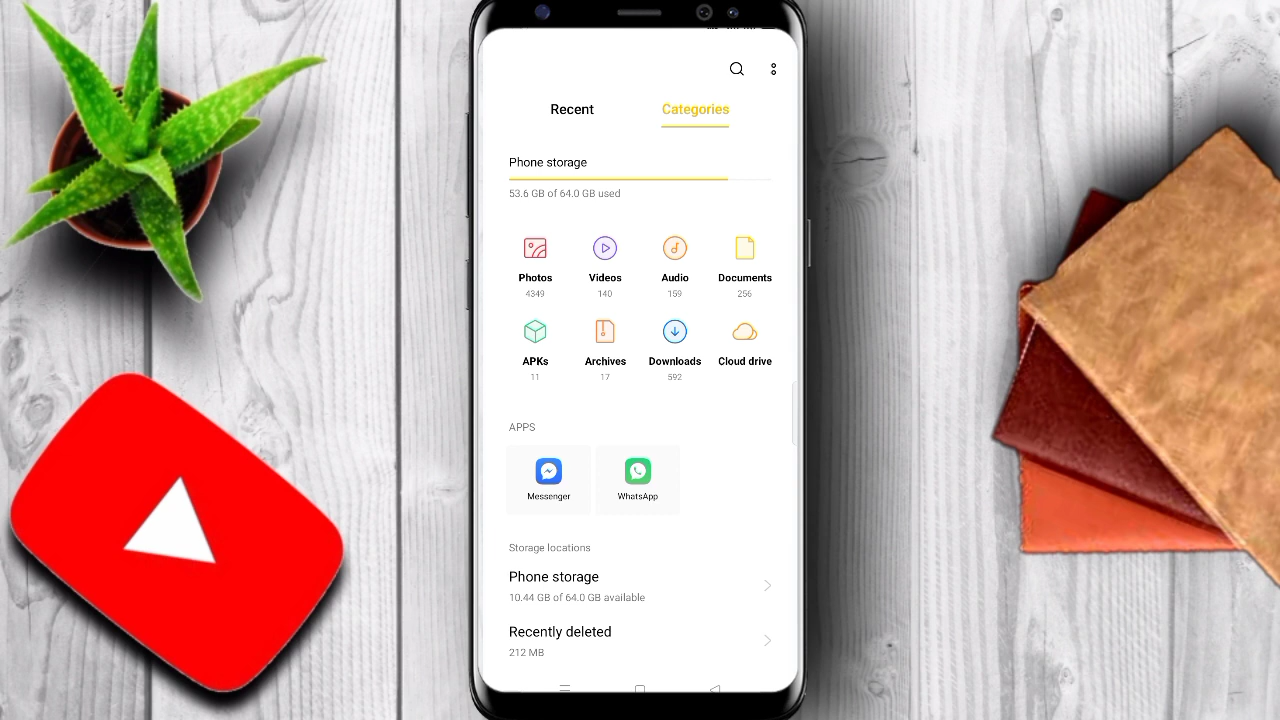 Recent Categories
Phone storage
53.6 GB of 64.0 GB used
Photos Videos Audio Documents
4349 140 159 256
APKs Archives Downloads Cloud drive
11 17 592
APPS
Messenger WhatsApp
Storage locations
Phone storage
10.44 GB of 64.0 GB available
Recently deleted
212 MB